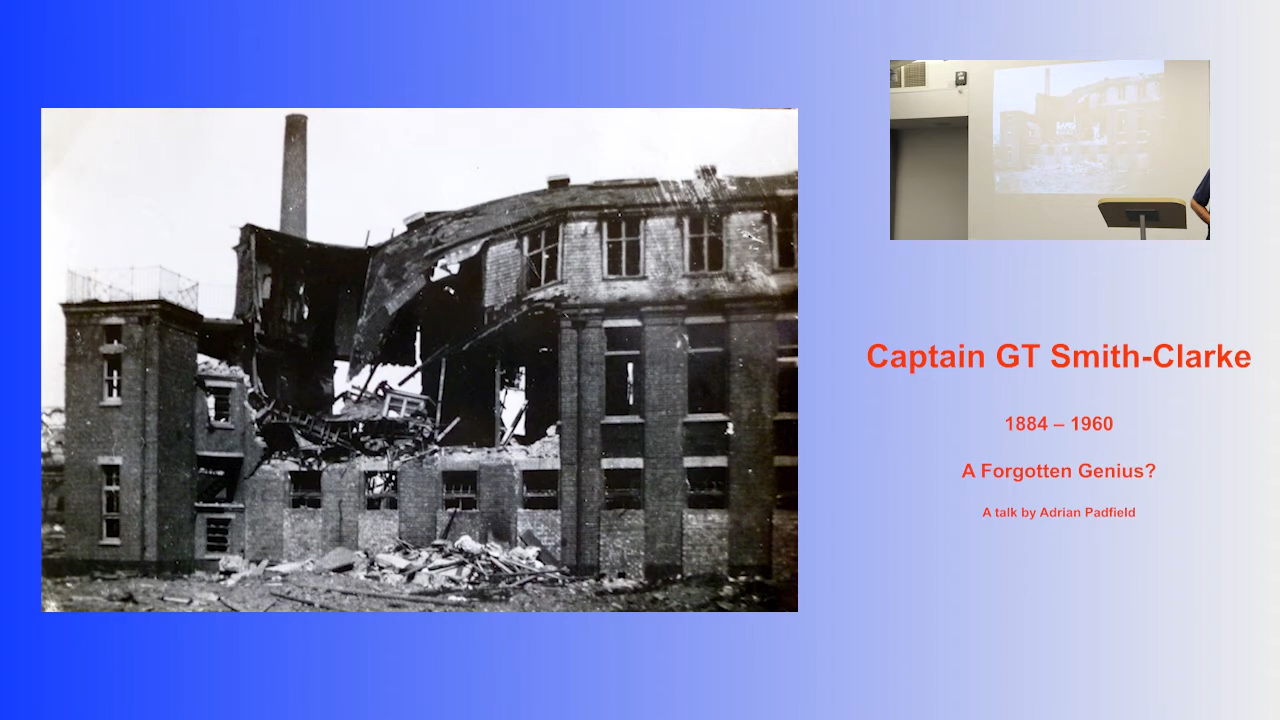 Captain GT Smith-Clarke
1884 – 1960
A Forgotten Genius?
A talk by Adrian Padfield